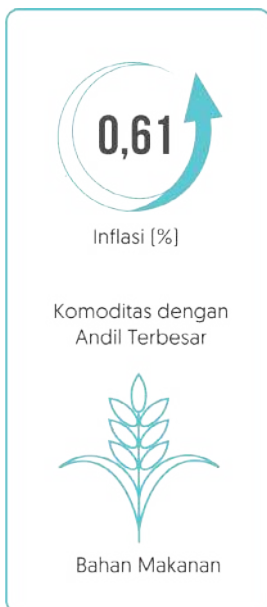 0,61
Inflasi (%)
Komoditas dengan
Andil Terbesar
Bahan Makanan